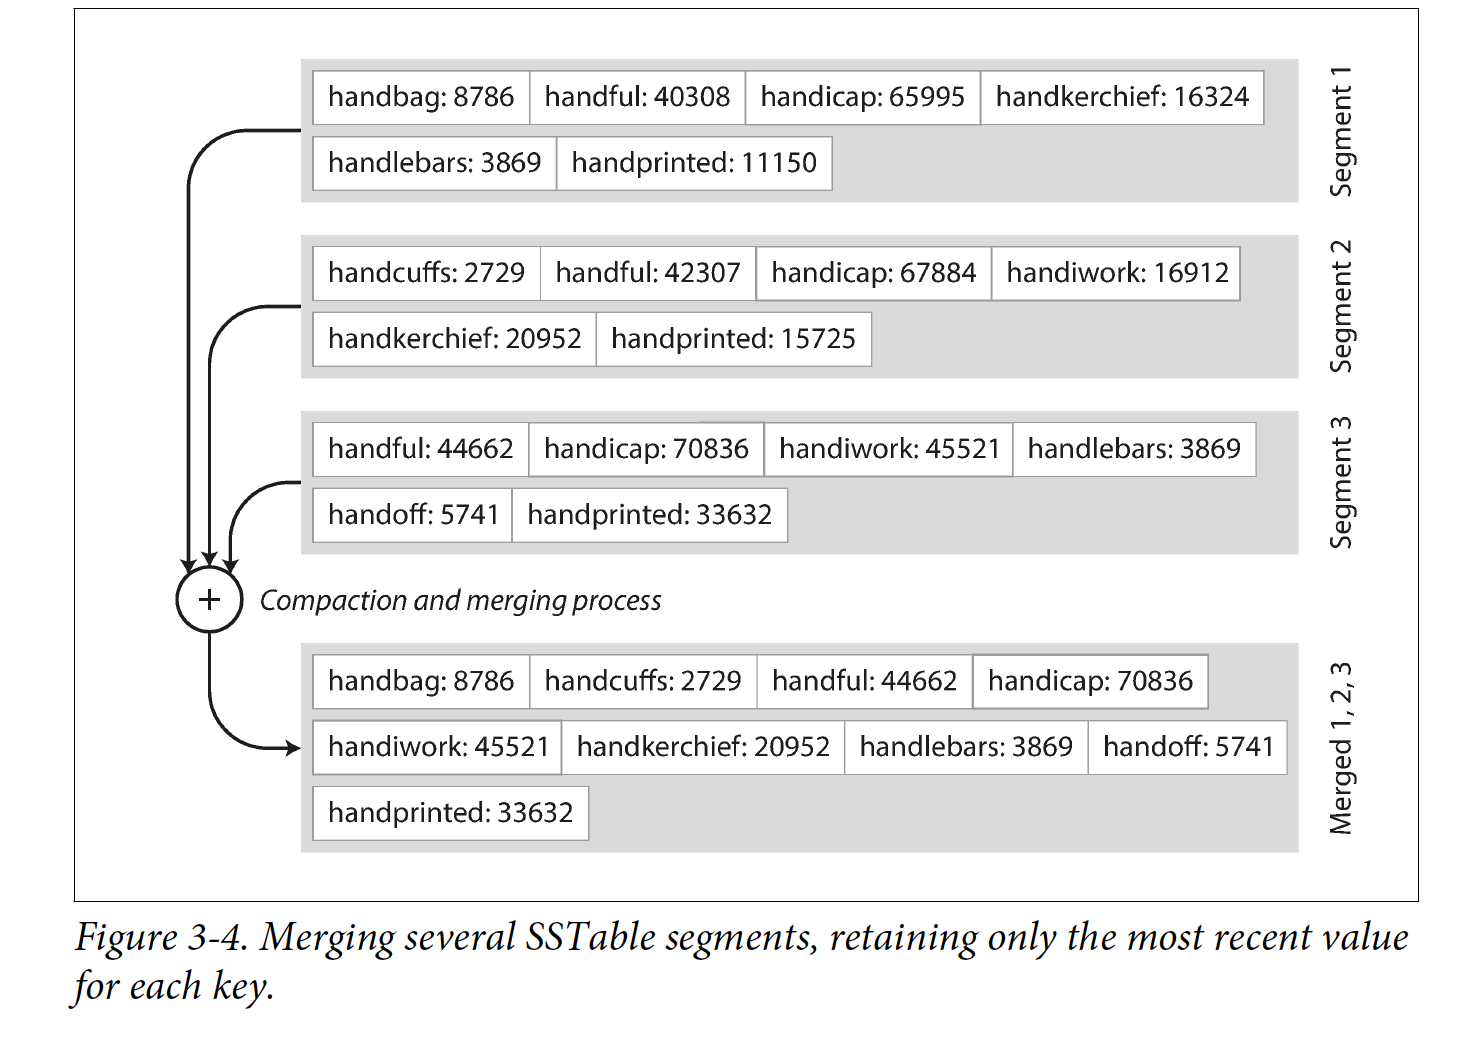 handbag: 8786 handful: 40308 handicap: 65995 handkerchief: 16324
handlebars: 3869 handprinted: 11150
Segment 1
handcuffs: 2729 handful: 42307 handicap: 67884 handiwork: 16912
handkerchief: 20952 handprinted: 15725
Segment 2
handful: 44662 handicap: 70836 handiwork: 45521 handlebars: 3869
handoff: 5741 handprinted: 33632
Segment 3
+ Compaction and merging process
handbag: 8786 handcuffs: 2729 handful: 44662 handicap: 70836
handiwork: 45521 handkerchief: 20952 handlebars: 3869 handoff: 5741
handprinted: 33632
Merged 1, 2, 3
Figure 3-4. Merging several SSTable segments, retaining only the most recent value
for each key.